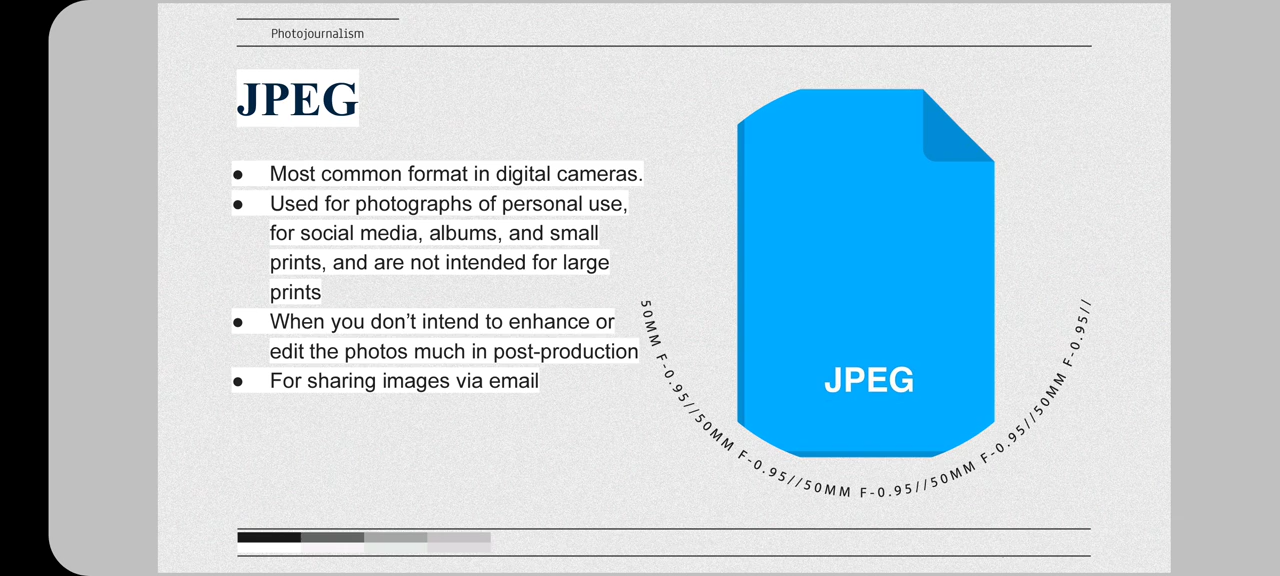 Photojournalism
JPEG
● Most common format in digital cameras.
● Used for photographs of personal use,
for social media, albums, and small
prints, and are not intended for large
prints
● When you don’t intend to enhance or
edit the photos much in post-production
● For sharing images via email
JPEG
50MM F-0.95//50MM F-0.95//50MM F-0.95//50MM F-0.95//50MM F-0.95//